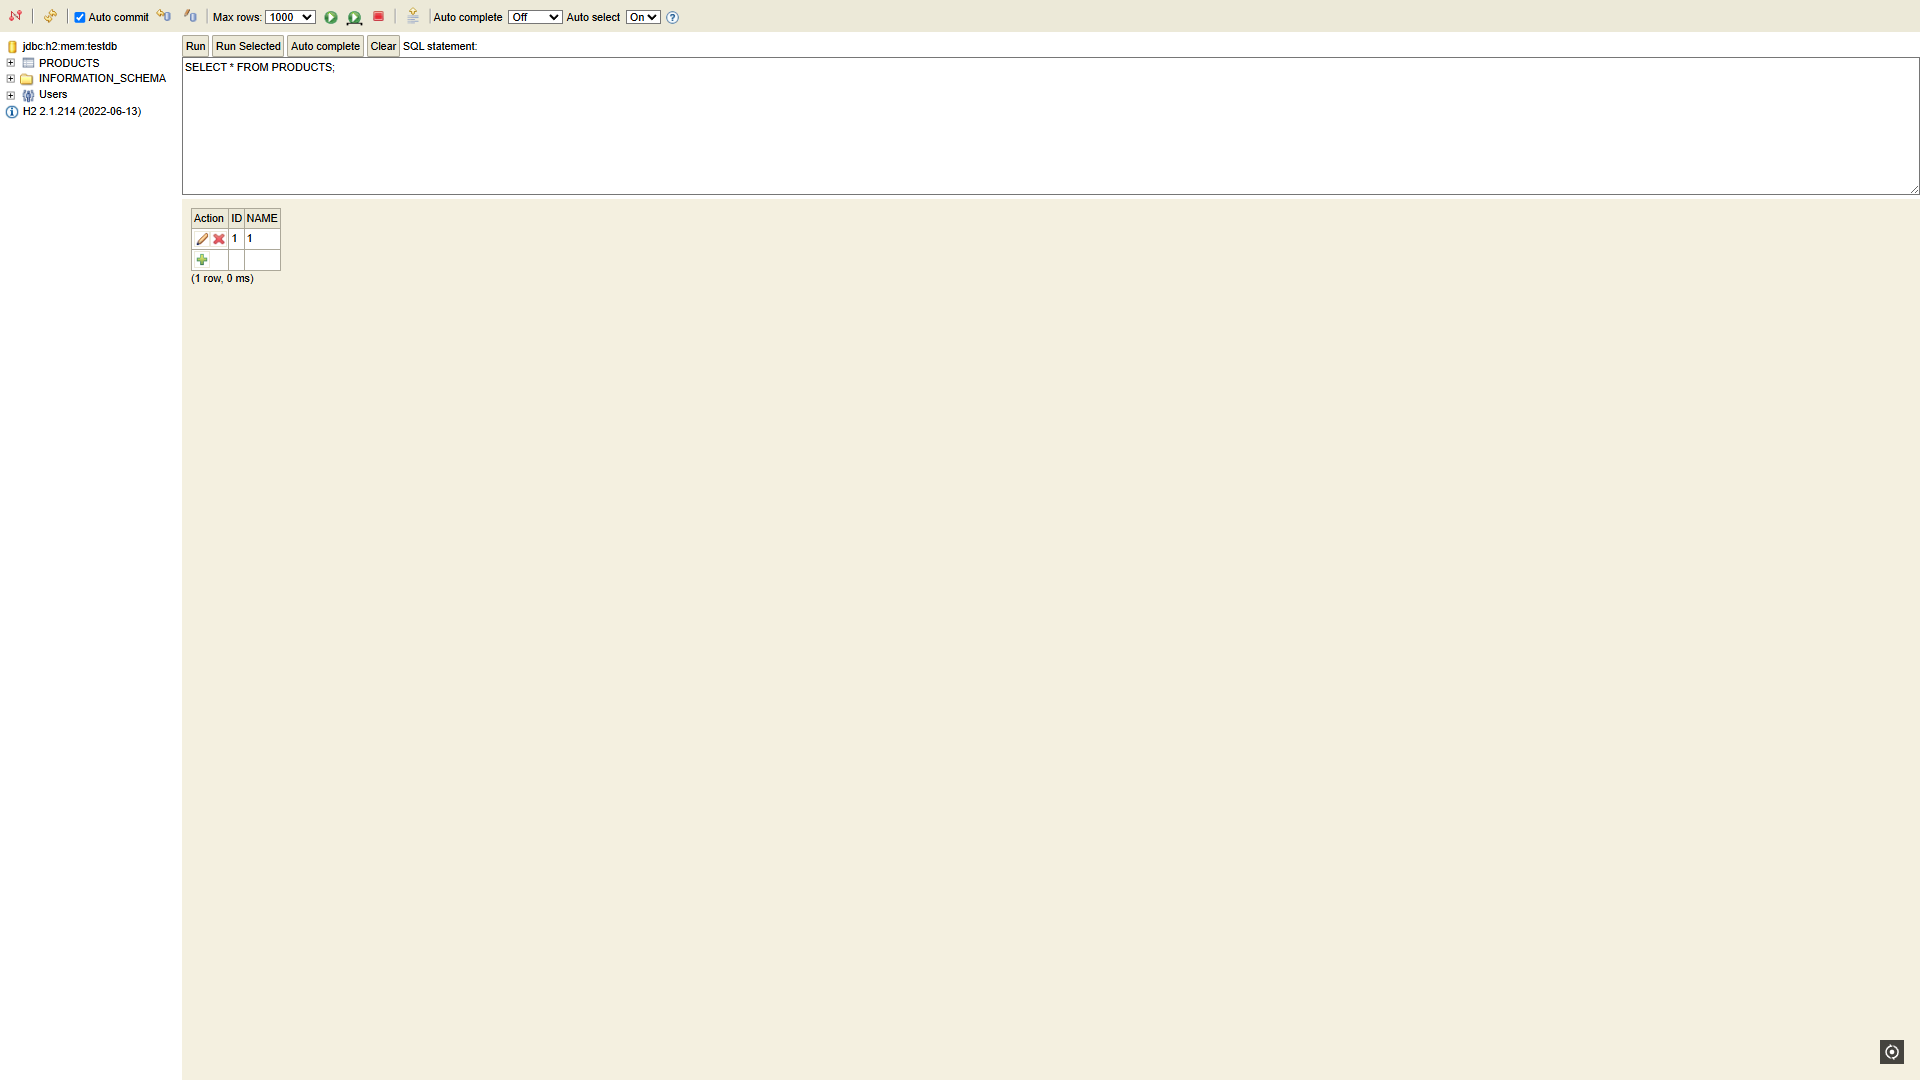 Auto commit Max rows: 1000 Auto complete Off Auto select On
jdbc:h2:mem:testdb
PRODUCTS
INFORMATION_SCHEMA
Users
H2 2.1.214 (2022-06-13)
Run Run Selected Auto complete Clear SQL statement:
SELECT * FROM PRODUCTS;
Action ID NAME
1 1
(1 row, 0 ms)